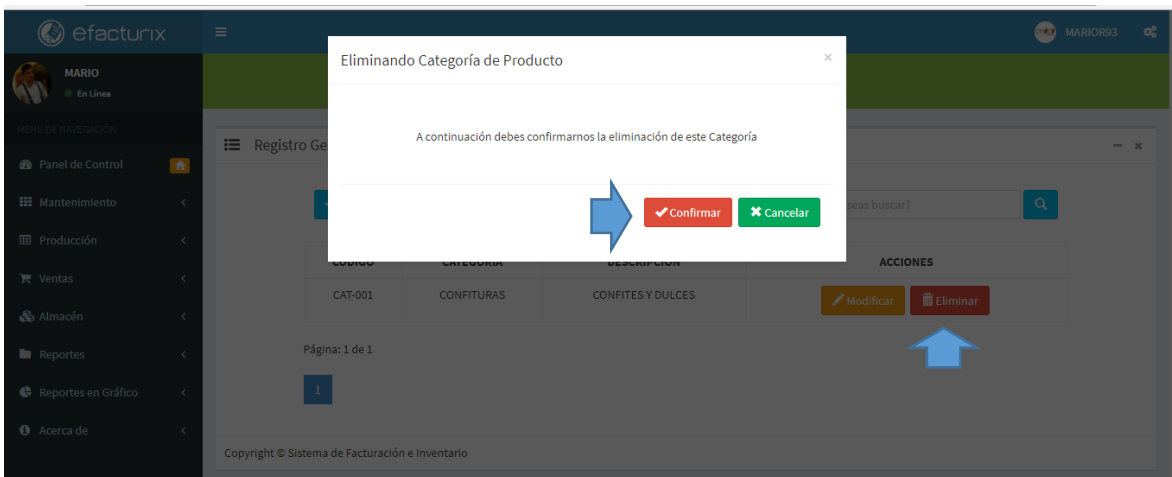 efacturix
MARIOR93
MARIO
En Línea
MENU DE NAVEGACIÓN
Panel de Control
Mantenimiento
Producción
Ventas
Almacén
Reportes
Reportes en Gráfico
Acerca de
Eliminando Categoría de Producto
×
A continuación debes confirmarnos la eliminación de este Categoría
Confirmar
Cancelar
Registro Ge
eas buscar?
CODIGO CATEGORIA DESCRIPCION ACCIONES
CAT-001 CONFITURAS CONFITES Y DULCES Modificar Eliminar
Página: 1 de 1
1
Copyright © Sistema de Facturación e Inventario